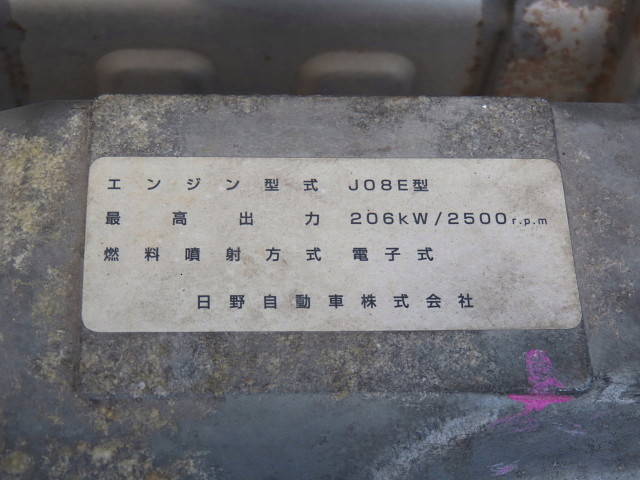 エンジン型式 J08E型
最高出力 206kW/2500r.p.m
燃料噴射方式 電子式
日野自動車株式会社